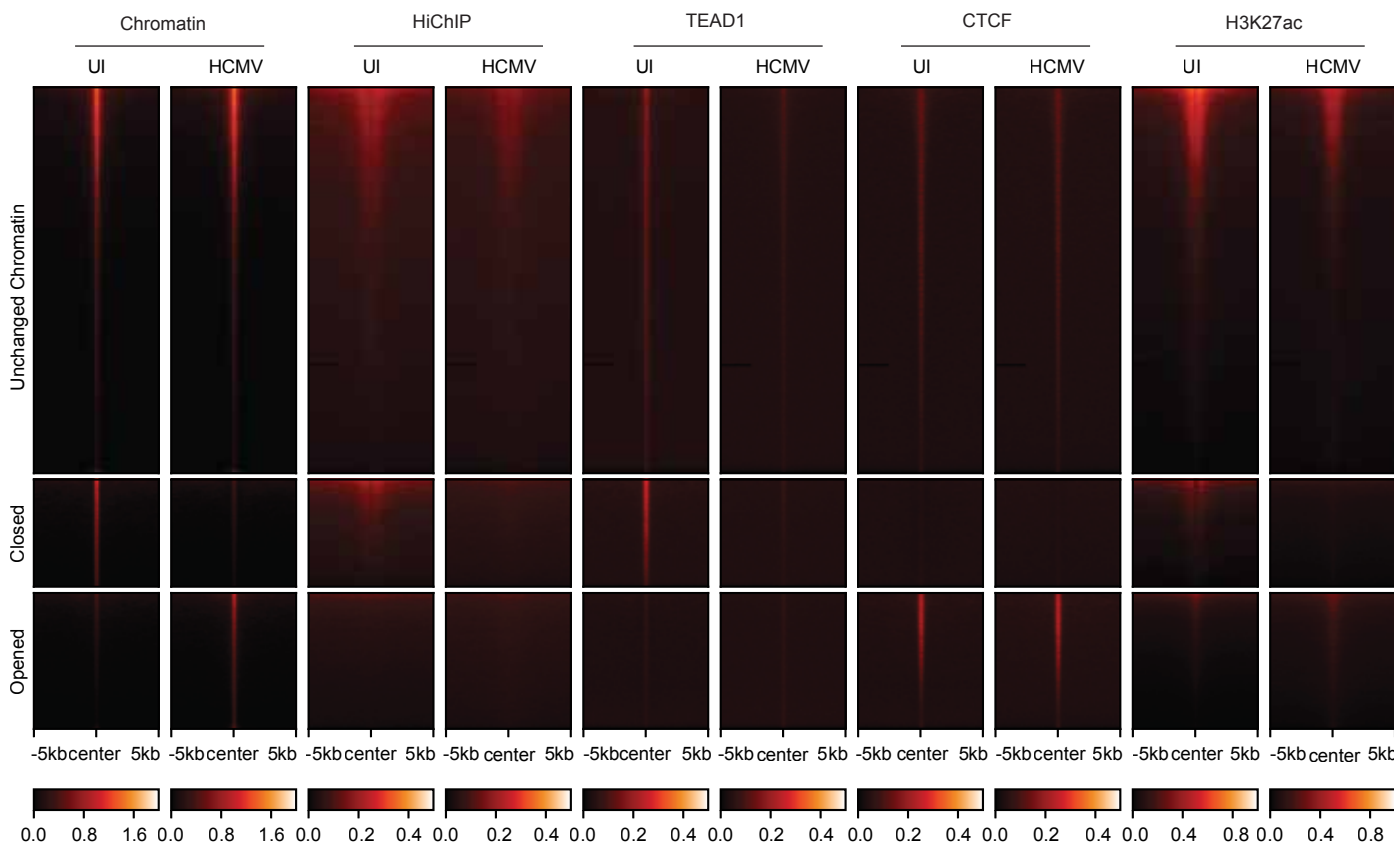 Chromatin HiChIP TEAD1 CTCF H3K27ac
UI HCMV UI HCMV UI HCMV UI HCMV UI HCMV
Unchanged Chromatin
Closed
Opened
-5kb center 5kb -5kb center 5kb -5kb center 5kb -5kb center 5kb -5kb center 5kb -5kb center 5kb -5kb center 5kb -5kb center 5kb -5kb center 5kb -5kb center 5kb
0.0 0.8 1.6 0.0 0.8 1.6 0.0 0.2 0.4 0.0 0.2 0.4 0.0 0.2 0.4 0.0 0.2 0.4 0.0 0.2 0.4 0.0 0.2 0.4 0.0 0.4 0.8 0.0 0.4 0.8